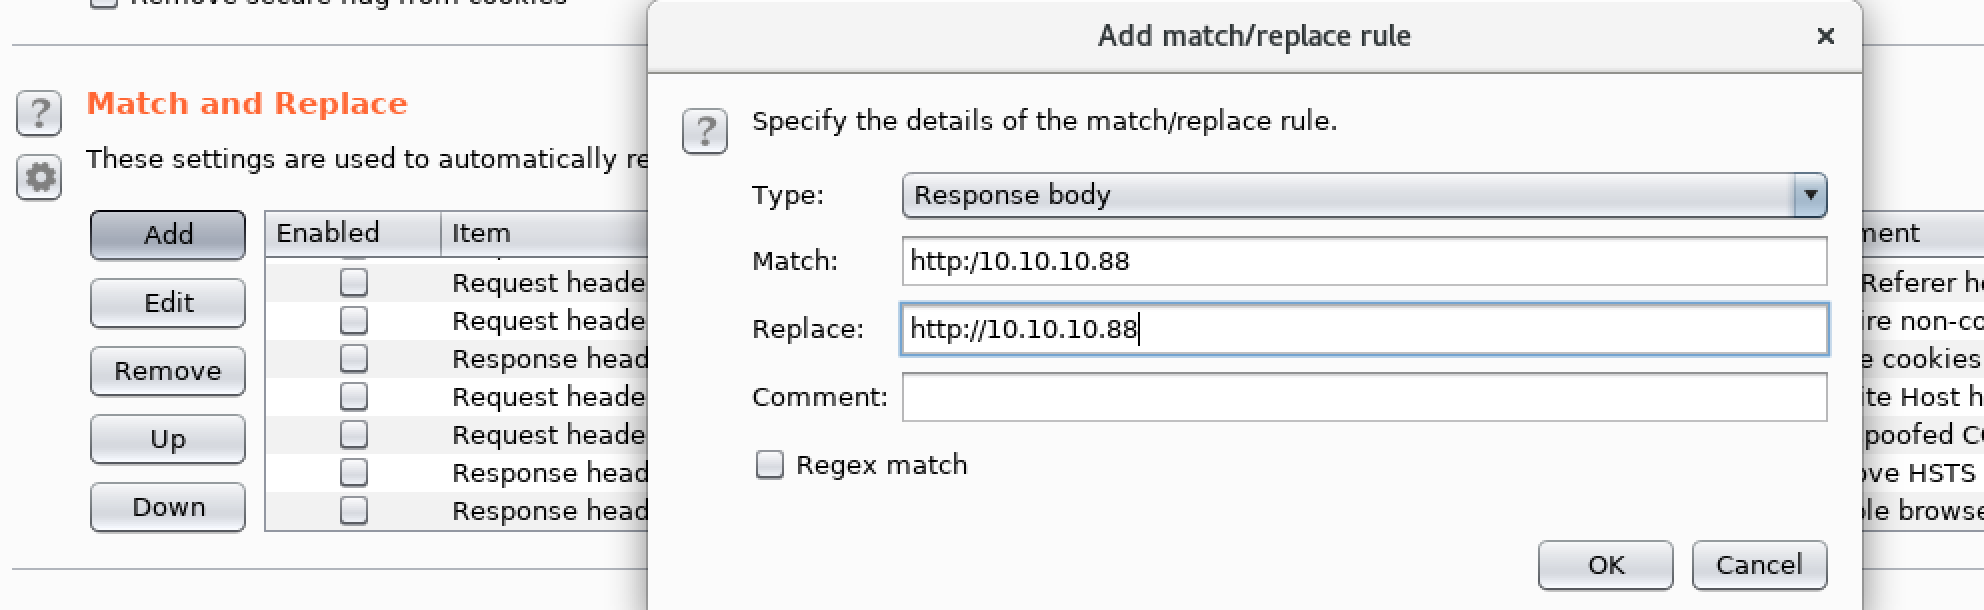 Remove secure flag from cookies
Add match/replace rule
Match and Replace
These settings are used to automatically re
Specify the details of the match/replace rule.
Type: Response body
Match: http:/10.10.10.88
Replace: http://10.10.10.88
Comment:
Regex match
OK Cancel
Add
Edit
Remove
Up
Down
Enabled Item ment
Request heade Referer he
Request heade ire non-co
Response head e cookies
Request heade ite Host h
Request heade poofed CO
Response head ove HSTS
Response head ble browse